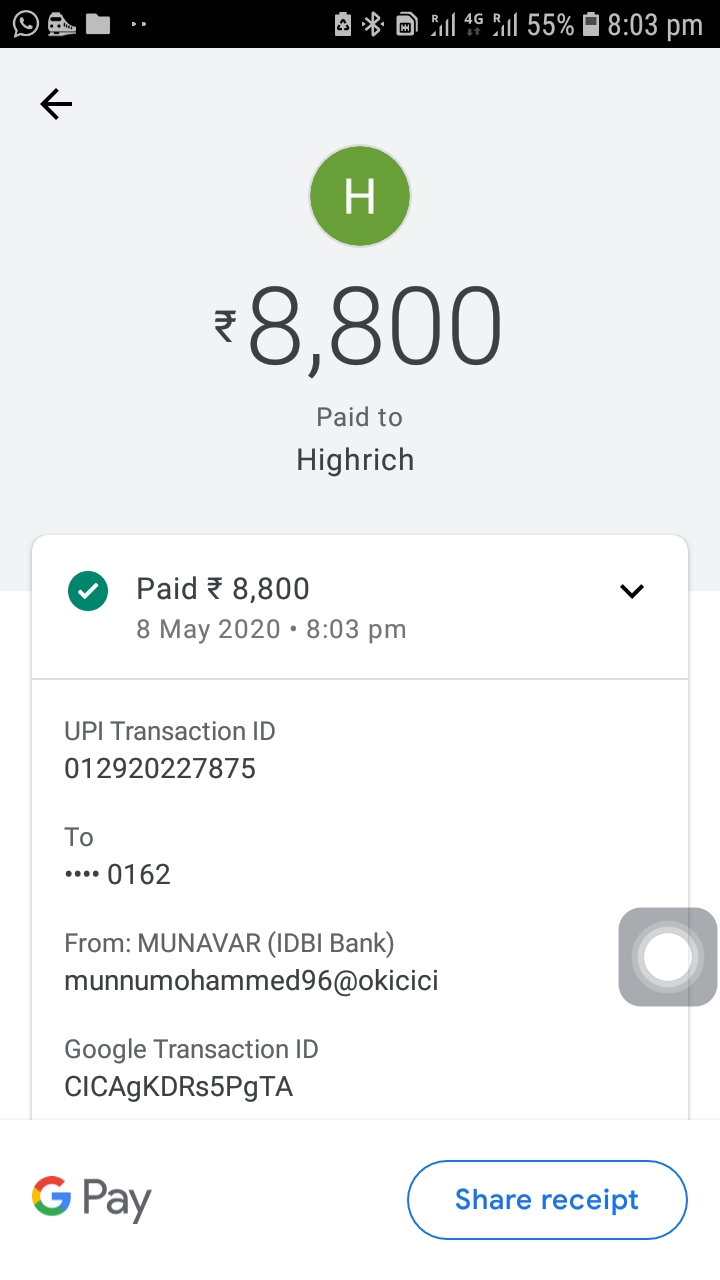 4G 55% 8:03 pm
H
₹8,800
Paid to
Highrich
Paid ₹ 8,800
8 May 2020 • 8:03 pm
UPI Transaction ID
012920227875
To
•••• 0162
From: MUNAVAR (IDBI Bank)
munnumohammed96@okicici
Google Transaction ID
CICAgKDRs5PgTA
G Pay
Share receipt